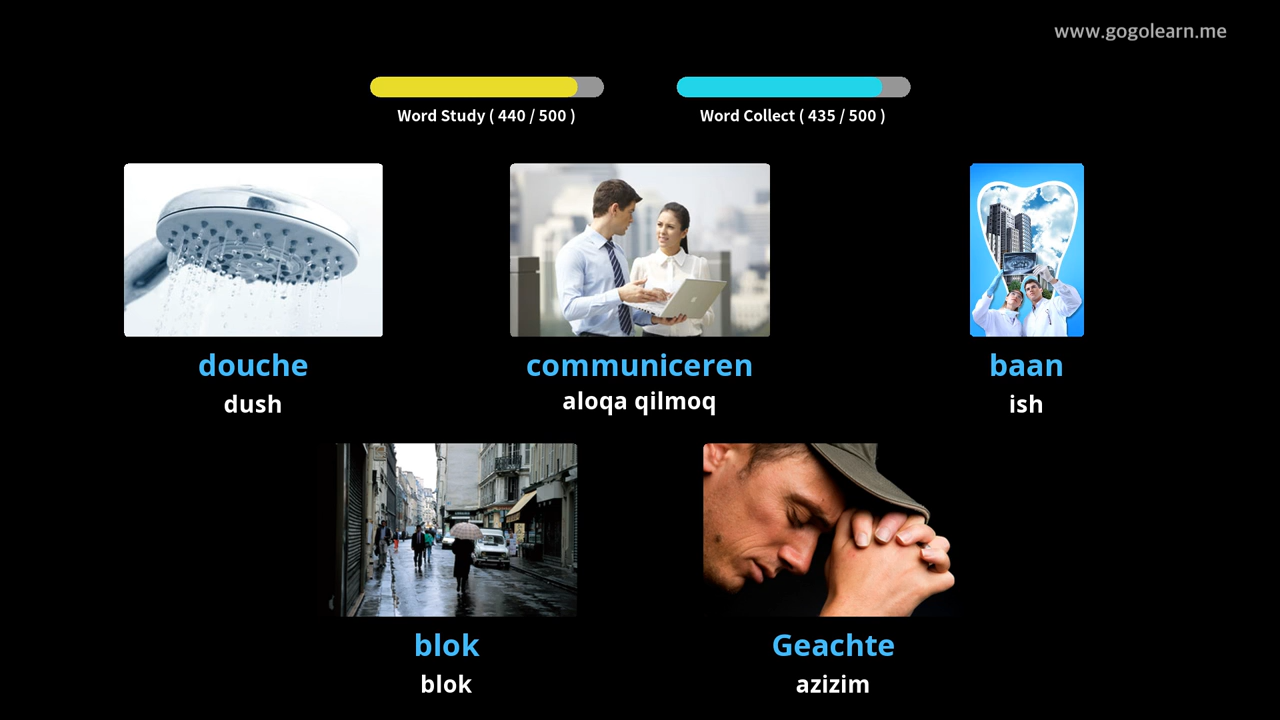 www.gogolearn.me
Word Study ( 440 / 500 )
Word Collect ( 435 / 500 )
douche
dush
communiceren
aloqa qilmoq
baan
ish
blok
blok
Geachte
azizim